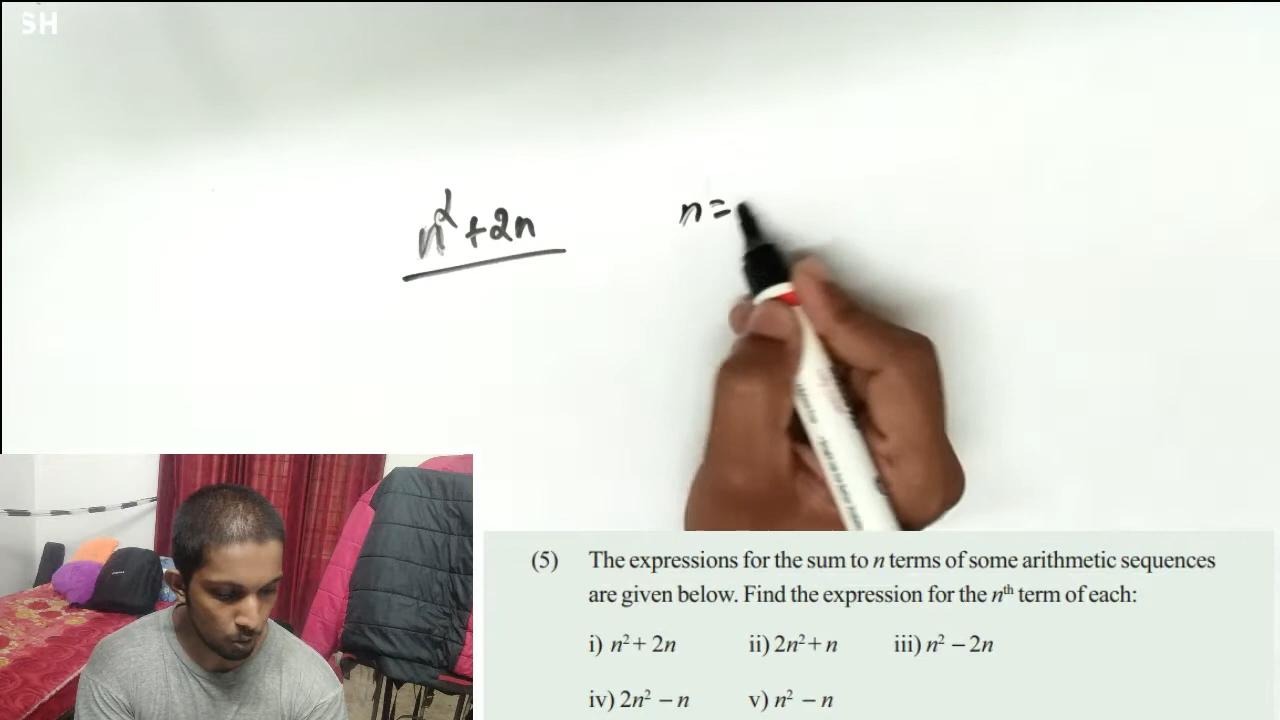 SH
n² + 2n
n =
(5) The expressions for the sum to n terms of some arithmetic sequences
are given below. Find the expression for the nᵗʰ term of each:
i) n² + 2n ii) 2n² + n iii) n² – 2n
iv) 2n² – n v) n² – n